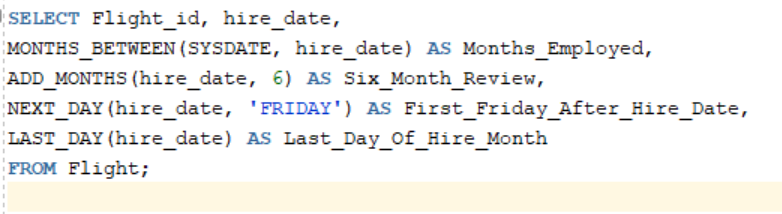 SELECT Flight_id, hire_date,
MONTHS_BETWEEN(SYSDATE, hire_date) AS Months_Employed,
ADD_MONTHS(hire_date, 6) AS Six_Month_Review,
NEXT_DAY(hire_date, 'FRIDAY') AS First_Friday_After_Hire_Date,
LAST_DAY(hire_date) AS Last_Day_Of_Hire_Month
FROM Flight;